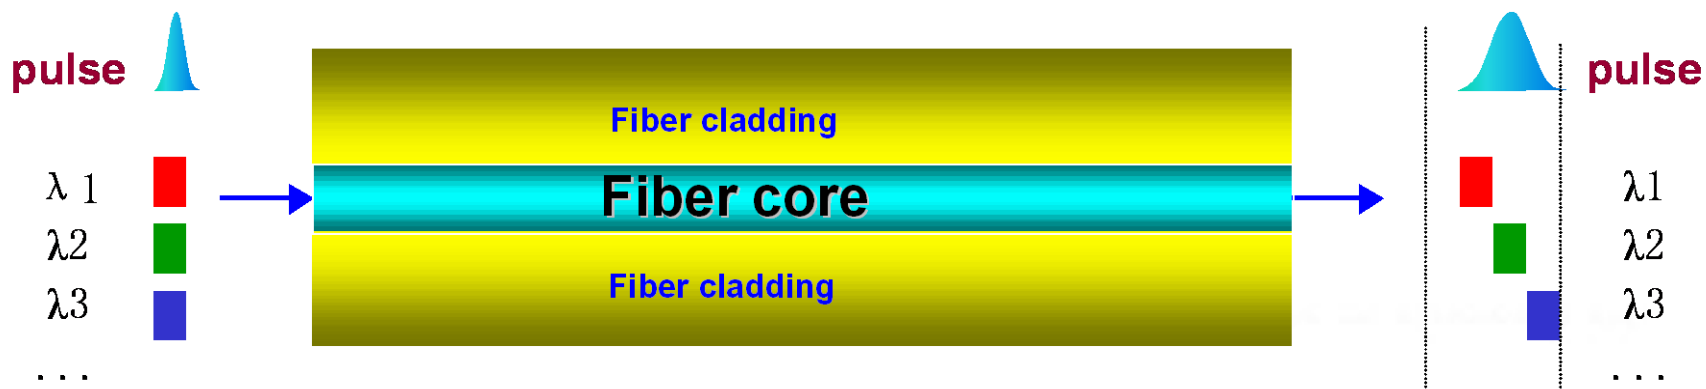 pulse
λ 1
λ2
λ3
. . .
Fiber cladding
Fiber core
Fiber cladding
pulse
λ1
λ2
λ3
. . .